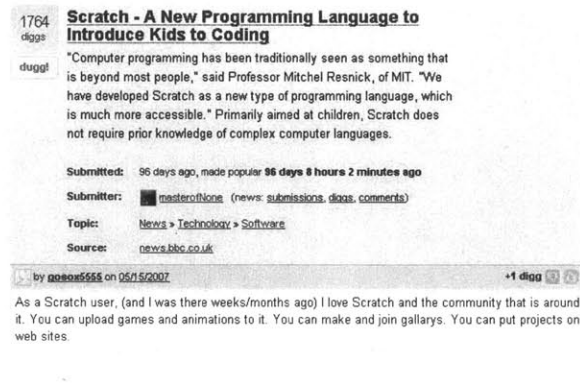 1764
diggs
dugg!
Scratch - A New Programming Language to
Introduce Kids to Coding
"Computer programming has been traditionally seen as something that
is beyond most people," said Professor Mitchel Resnick, of MIT. "We
have developed Scratch as a new type of programming language, which
is much more accessible." Primarily aimed at children, Scratch does
not require prior knowledge of complex computer languages.
Submitted: 96 days ago, made popular 96 days 8 hours 2 minutes ago
Submitter: masterofNone (news: submissions, diggs, comments)
Topic: News » Technology » Software
Source: news.bbc.co.uk
by on 05/15/2007 +1 digg
As a Scratch user, (and I was there weeks/months ago) I love Scratch and the community that is around
it. You can upload games and animations to it. You can make and join gallarys. You can put projects on
web sites.